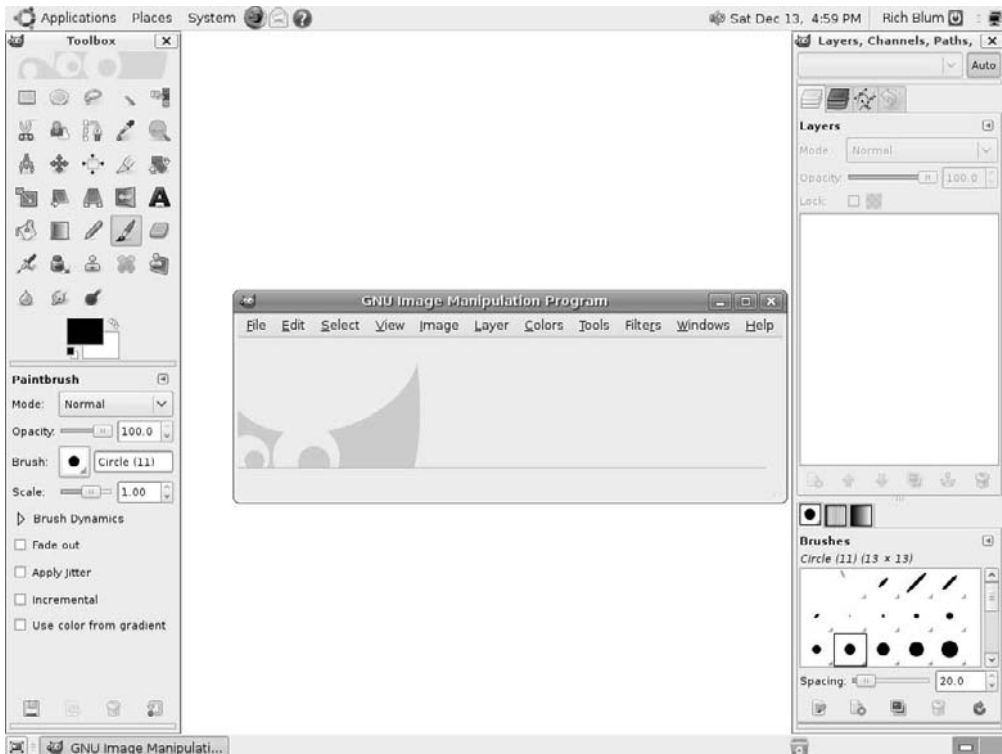 Applications Places System
Sat Dec 13, 4:59 PM Rich Blum
Toolbox
Paintbrush
Mode: Normal
Opacity: 100.0
Brush: Circle (11)
Scale: 1.00
Brush Dynamics
Fade out
Apply Jitter
Incremental
Use color from gradient
GNU Image Manipulation Program
File Edit Select View Image Layer Colors Tools Filters Windows Help
Layers, Channels, Paths,
Auto
Layers
Mode Normal
Opacity: 100.0
Lock:
Brushes
Circle (11) (13 × 13)
Spacing: 20.0
GNU Image Manipulati...